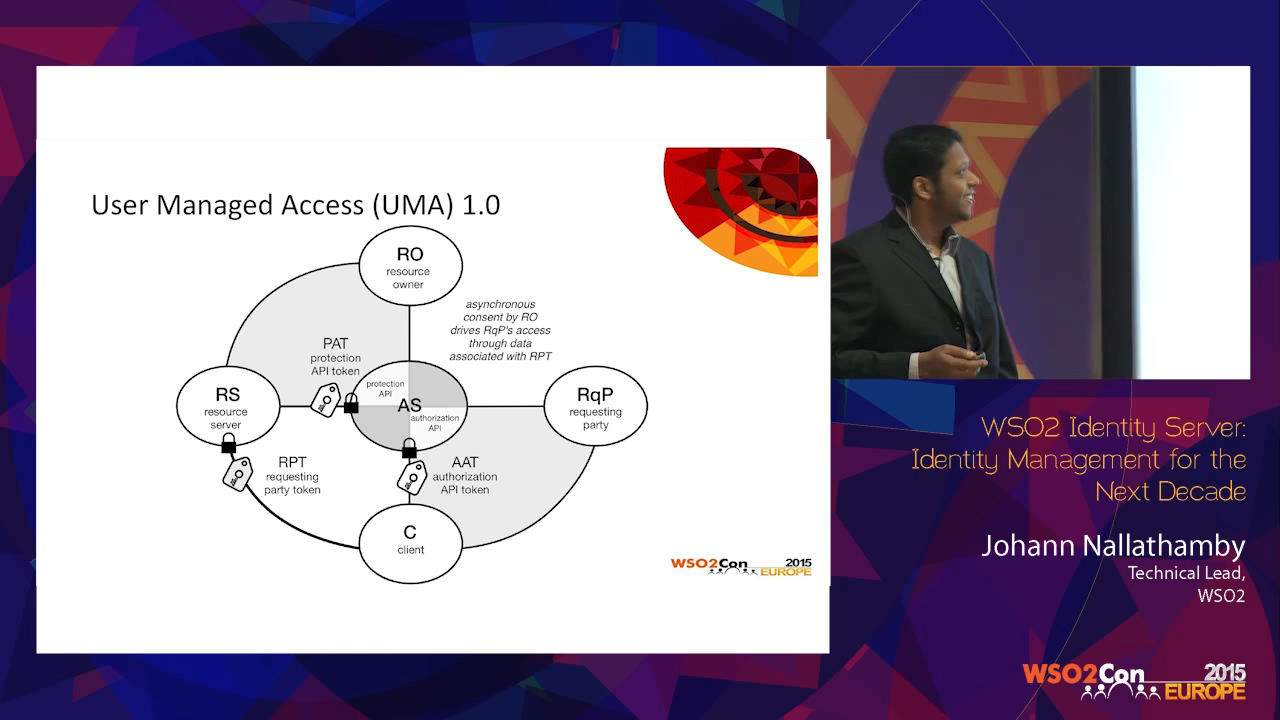 User Managed Access (UMA) 1.0
RO
resource
owner
asynchronous
consent by RO
drives RqP's access
through data
associated with RPT
PAT
protection
API token
RS
resource
server
protection
API
AS
authorization
API
RqP
requesting
party
RPT
requesting
party token
AAT
authorization
API token
C
client
WSO2Con 2015
EUROPE
WSO2 Identity Server:
Identity Management for the
Next Decade
Johann Nallathamby
Technical Lead,
WSO2
WSO2Con 2015
EUROPE